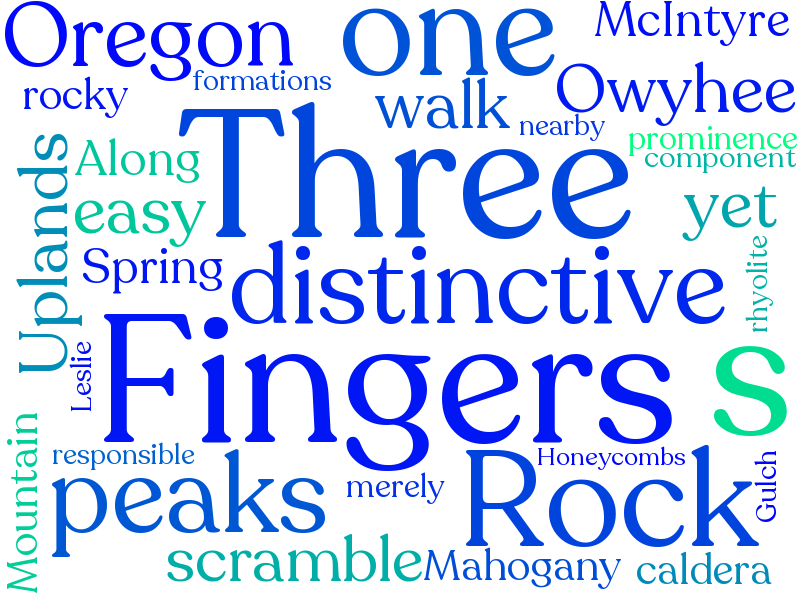 Oregon
one
McIntyre
rocky
formations
walk
Owyhee
nearby
Three
prominence
component
Along
Uplands
easy
yet
Spring
distinctive
rhyolite
Leslie
Fingers
s
Mountain
responsible
peaks
merely
Rock
Honeycombs
Gulch
scramble
Mahogany
caldera